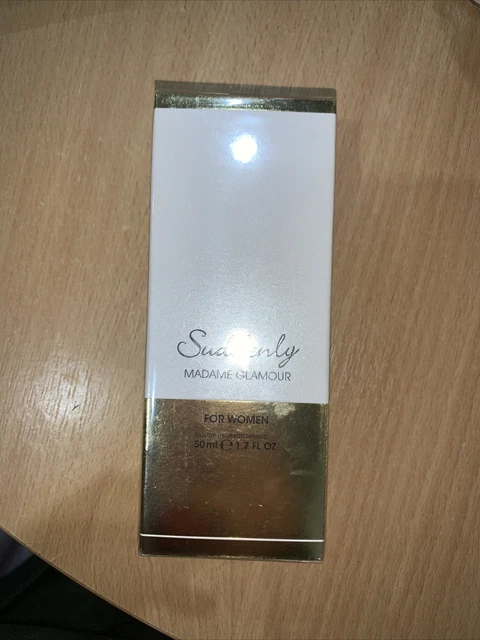 Suddenly
MADAME GLAMOUR
FOR WOMEN
50 ml ℮ 1.7 FL OZ